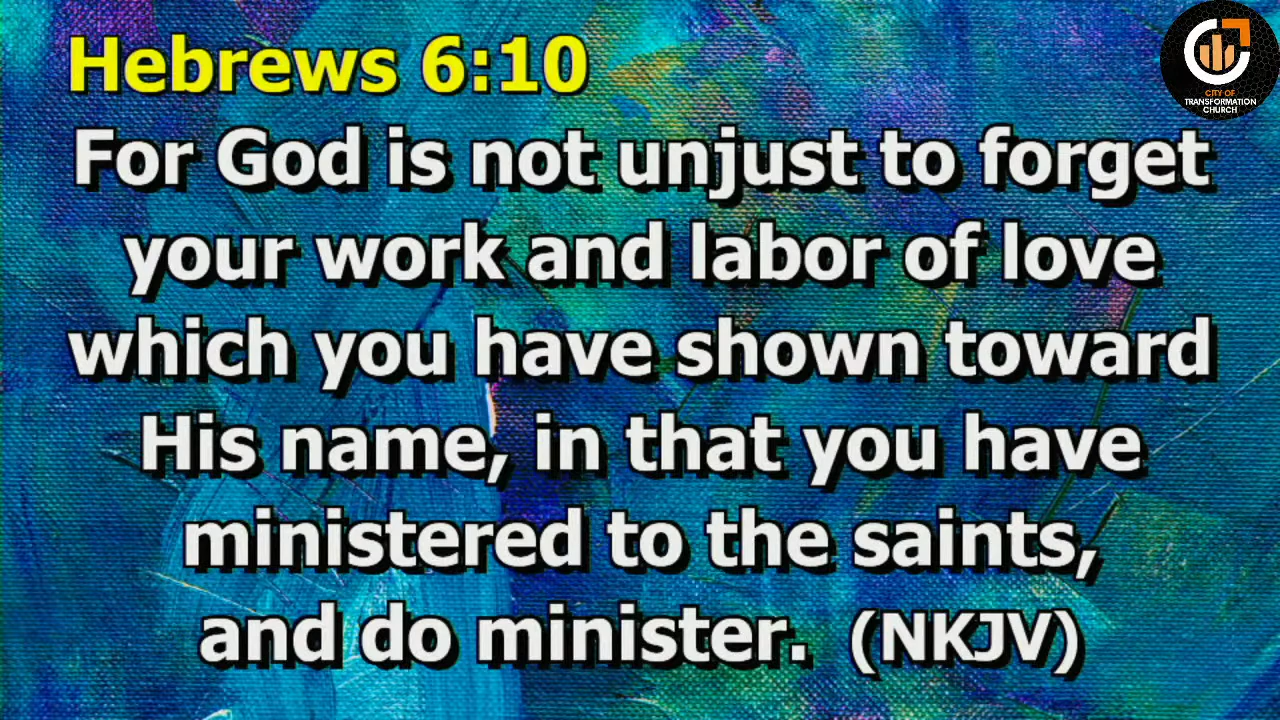 Hebrews 6:10
For God is not unjust to forget
your work and labor of love
which you have shown toward
His name, in that you have
ministered to the saints,
and do minister. (NKJV)
CITY OF
TRANSFORMATION
CHURCH